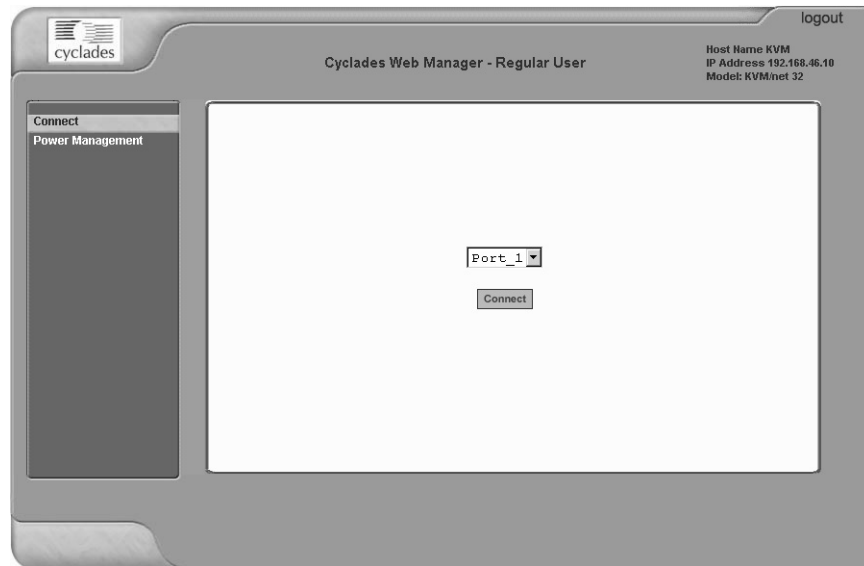 logout
cyclades
Cyclades Web Manager - Regular User
Host Name KVM
IP Address 192.168.46.10
Model: KVM/net 32
Connect
Power Management
Port_1
Connect